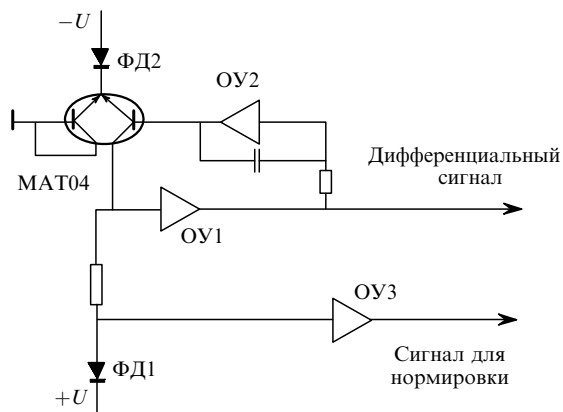 −U
ФД2
ОУ2
МАТ04
Дифференциальный
сигнал
ОУ1
ОУ3
ФД1
Сигнал для
нормировки
+U